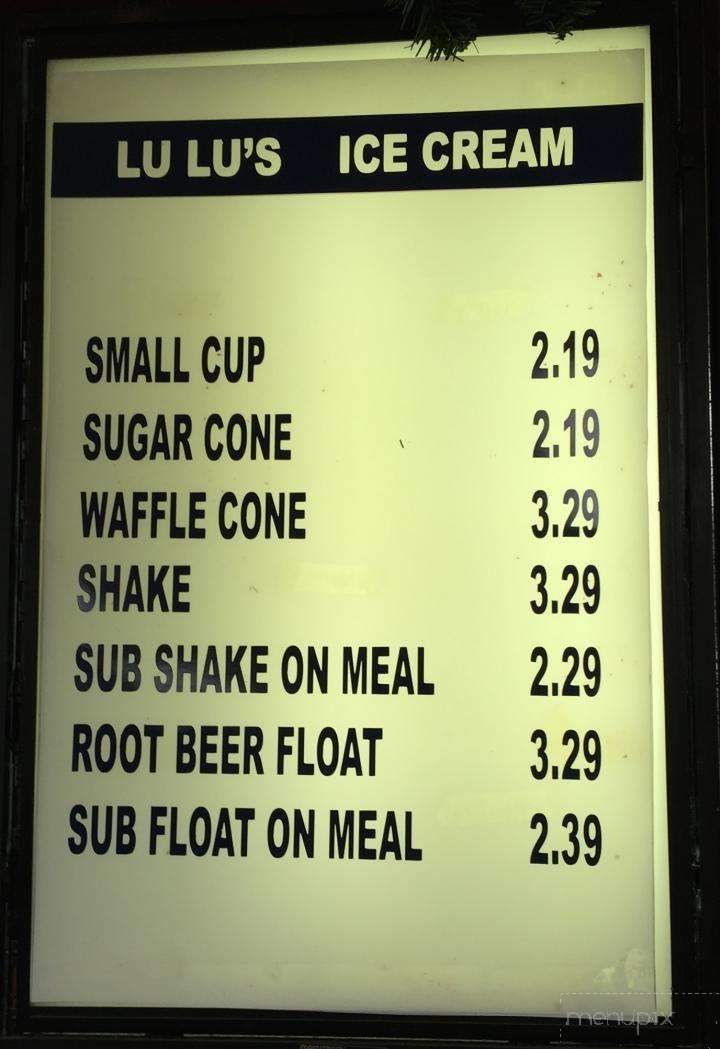 LU LU'S ICE CREAM
SMALL CUP 2.19
SUGAR CONE 2.19
WAFFLE CONE 3.29
SHAKE 3.29
SUB SHAKE ON MEAL 2.29
ROOT BEER FLOAT 3.29
SUB FLOAT ON MEAL 2.39
menupix